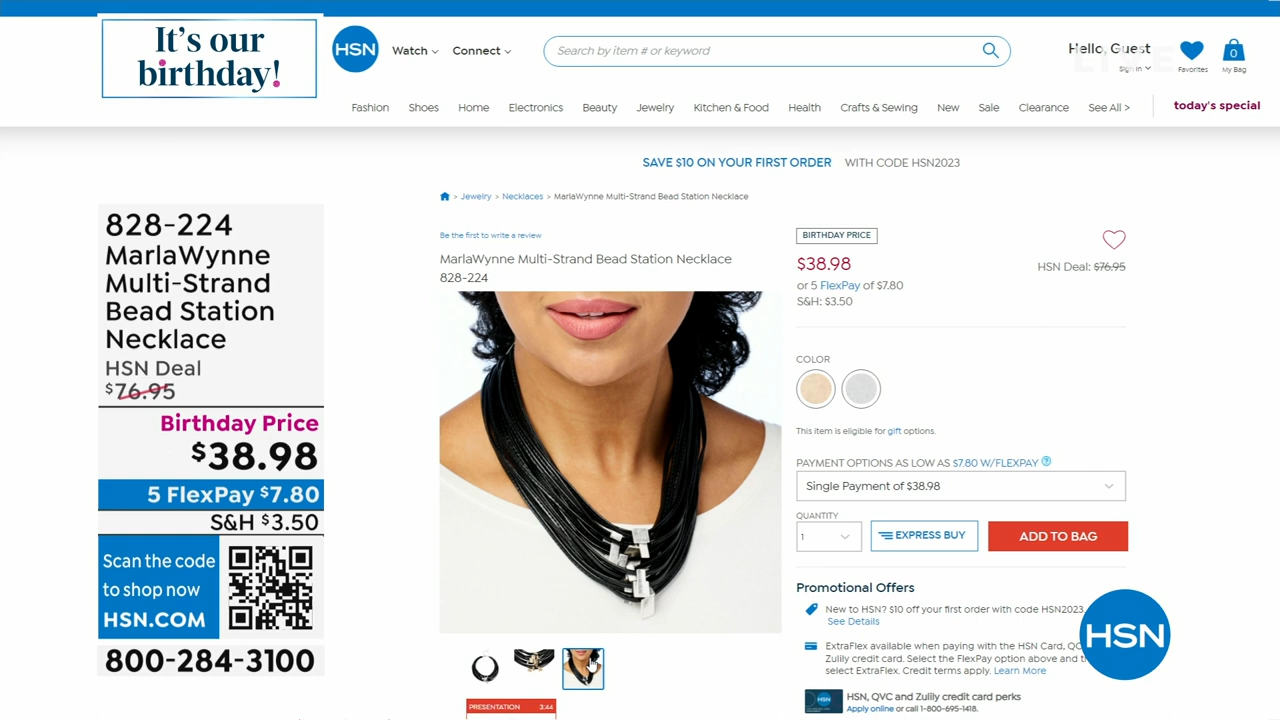 It's our
birthday!
HSN
Watch
Connect
Search by item # or keyword
Hello, Guest
Sign In
Favorites
0
My Bag
LIVE
Fashion Shoes Home Electronics Beauty Jewelry Kitchen & Food Health Crafts & Sewing New Sale Clearance See All > today's special
SAVE $10 ON YOUR FIRST ORDER WITH CODE HSN2023
> Jewelry > Necklaces > MarlaWynne Multi-Strand Bead Station Necklace
828-224
MarlaWynne
Multi-Strand
Bead Station
Necklace
HSN Deal
$76.95
Birthday Price
$38.98
5 FlexPay $7.80
S&H $3.50
Scan the code
to shop now
HSN.COM
800-284-3100
Be the first to write a review
MarlaWynne Multi-Strand Bead Station Necklace
828-224
PRESENTATION 3:44
BIRTHDAY PRICE
$38.98
HSN Deal: $76.95
or 5 FlexPay of $7.80
S&H: $3.50
COLOR
This item is eligible for gift options.
PAYMENT OPTIONS AS LOW AS $7.80 W/FLEXPAY ?
Single Payment of $38.98
QUANTITY
1
EXPRESS BUY
ADD TO BAG
Promotional Offers
New to HSN? $10 off your first order with code HSN2023.
See Details
ExtraFlex available when paying with the HSN Card, QC
Zulily credit card. Select the FlexPay option above and
select ExtraFlex. Credit terms apply. Learn More
HSN
HSN
HSN, QVC and Zulily credit card perks
Apply online or call 1-800-695-1418.